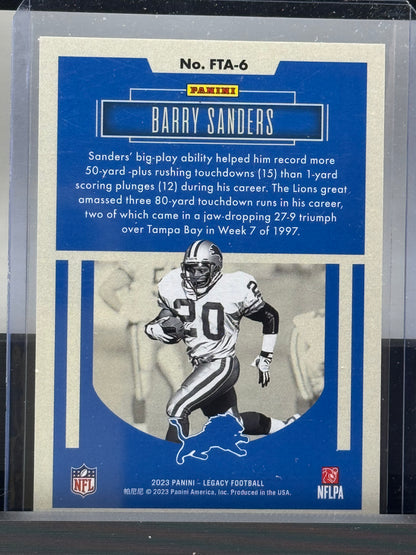 No. FTA-6
PANINI
BARRY SANDERS
Sanders' big-play ability helped him record more
50-yard -plus rushing touchdowns (15) than 1-yard
scoring plunges (12) during his career. The Lions great
amassed three 80-yard touchdown runs in his career,
two of which came in a jaw-dropping 27-9 triumph
over Tampa Bay in Week 7 of 1997.
20
NFL
2023 PANINI – LEGACY FOOTBALL
帕尼尼 © 2023 Panini America, Inc. Produced in the USA.
NFLPA